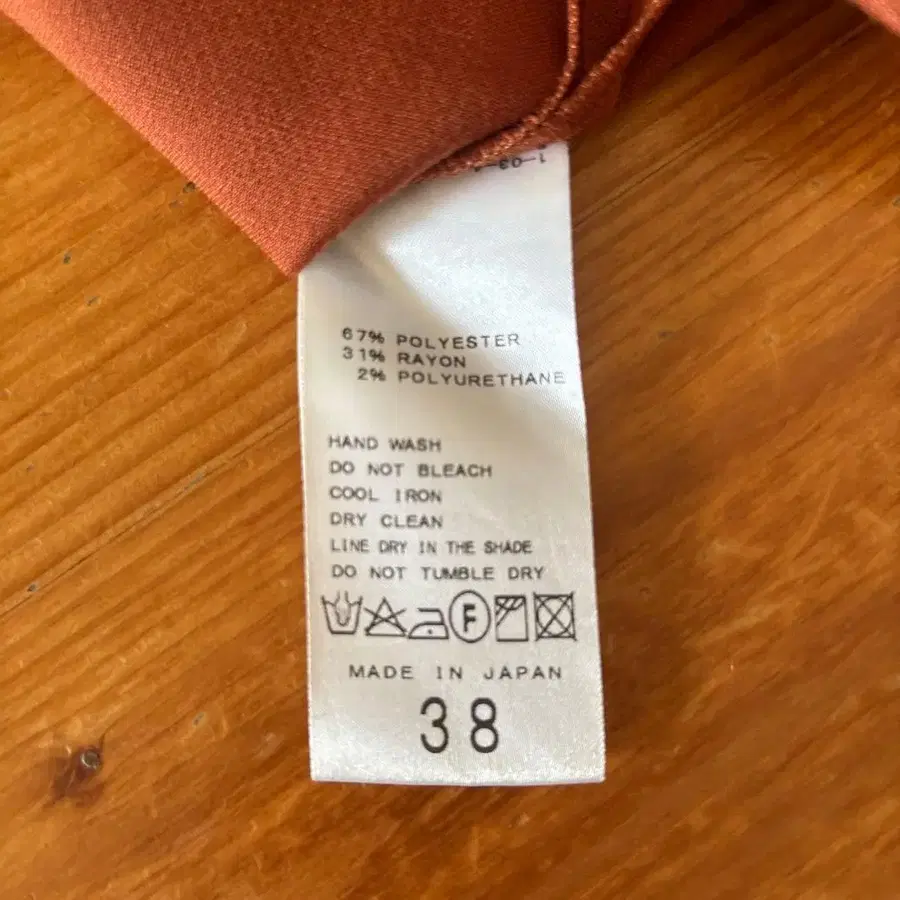 67% POLYESTER
31% RAYON
2% POLYURETHANE
HAND WASH
DO NOT BLEACH
COOL IRON
DRY CLEAN
LINE DRY IN THE SHADE
DO NOT TUMBLE DRY
F
MADE IN JAPAN
38